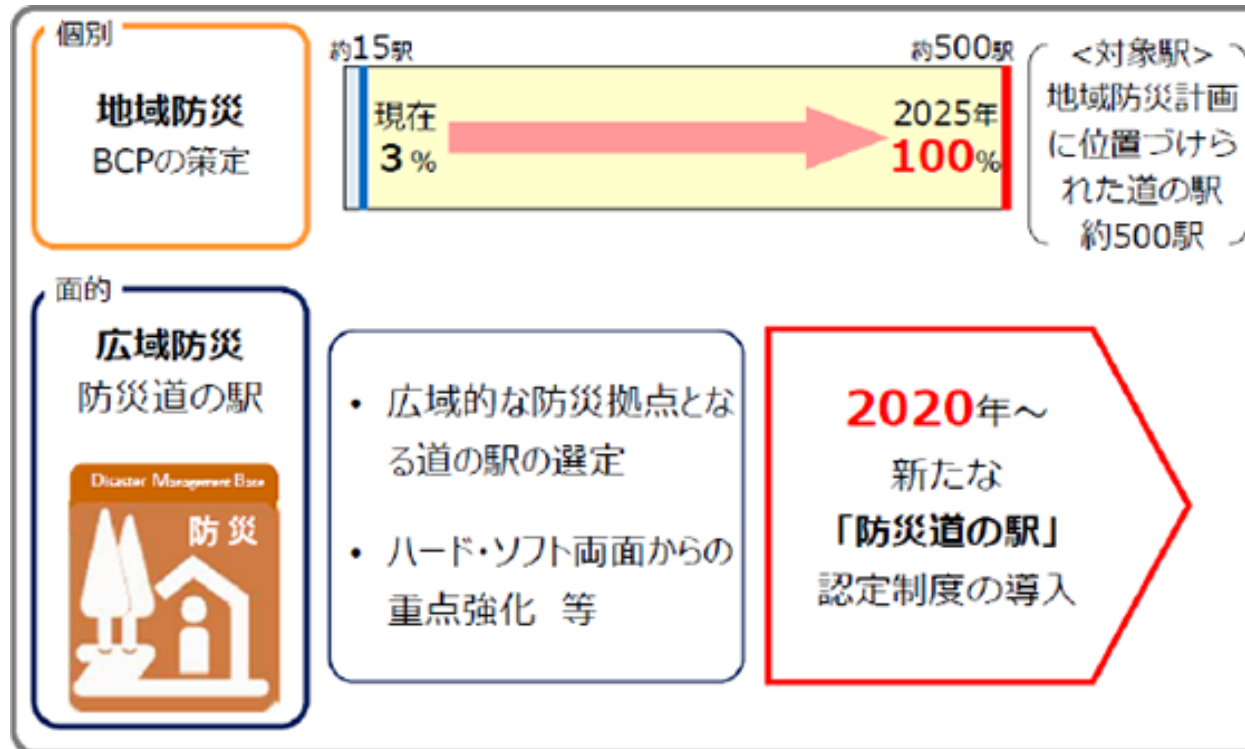 個別
地域防災
BCPの策定
約15駅
約500駅
現在
3%
2025年
100%
<対象駅>
地域防災計画
に位置づけら
れた道の駅
約500駅
面的
広域防災
防災道の駅
Disaster Management Base
防災
• 広域的な防災拠点とな
る道の駅の選定
• ハード・ソフト両面からの
重点強化 等
2020年～
新たな
「防災道の駅」
認定制度の導入